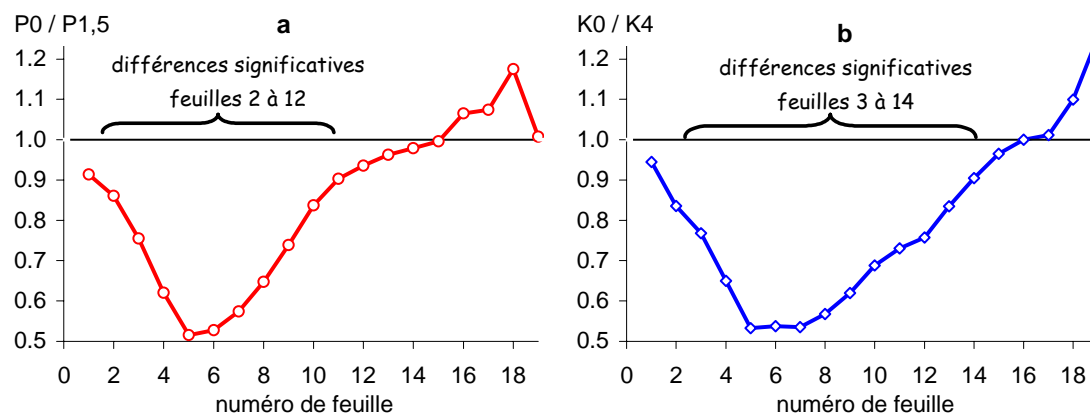 P0 / P1,5
a
différences significatives
feuilles 2 à 12
1.2
1.1
1.0
0.9
0.8
0.7
0.6
0.5
0 2 4 6 8 10 12 14 16 18
numéro de feuille
K0 / K4
b
différences significatives
feuilles 3 à 14
1.2
1.1
1.0
0.9
0.8
0.7
0.6
0.5
0 2 4 6 8 10 12 14 16 18
numéro de feuille